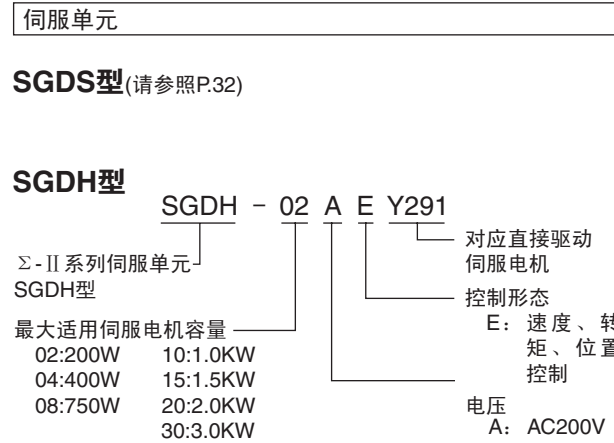 伺服单元
SGDS型(请参照P.32)
SGDH型
SGDH - 02 A E Y291
对应直接驱动
伺服电机
Σ-Ⅱ系列伺服单元
SGDH型
控制形态
E: 速度、转
矩、位置
控制
最大适用伺服电机容量
02:200W 10:1.0KW
04:400W 15:1.5KW
08:750W 20:2.0KW
30:3.0KW
电压
A: AC200V